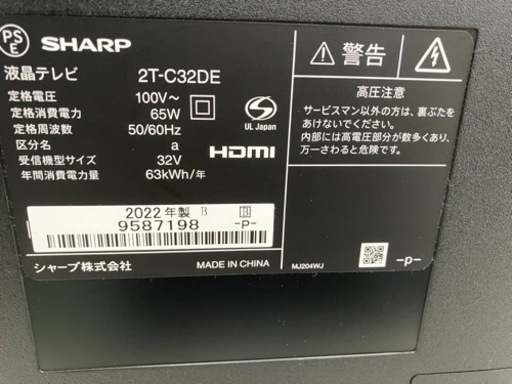 PS
E
SHARP
液晶テレビ 2T-C32DE
定格電圧 100V~
定格消費電力 65W
定格周波数 50/60Hz
区分名 a
受信機型サイズ 32V
年間消費電力量 63kWh/年
UL Japan
HDMI
2022年製 B B
9587198 -P-
シャープ株式会社 MADE IN CHINA
警告
高圧注意
サービスマン以外の方は、裏ぶたを
あけないでください。
内部には高電圧部分が数多くあり、
万一さわると危険です。
MJ204WJ
-P-